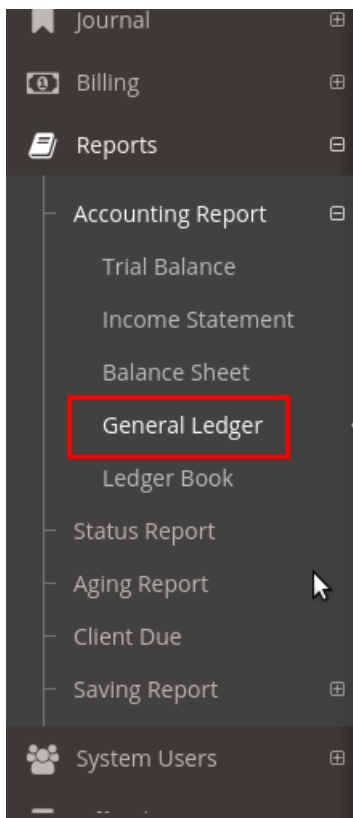 Journal
Billing
Reports
Accounting Report
Trial Balance
Income Statement
Balance Sheet
General Ledger
Ledger Book
Status Report
Aging Report
Client Due
Saving Report
System Users